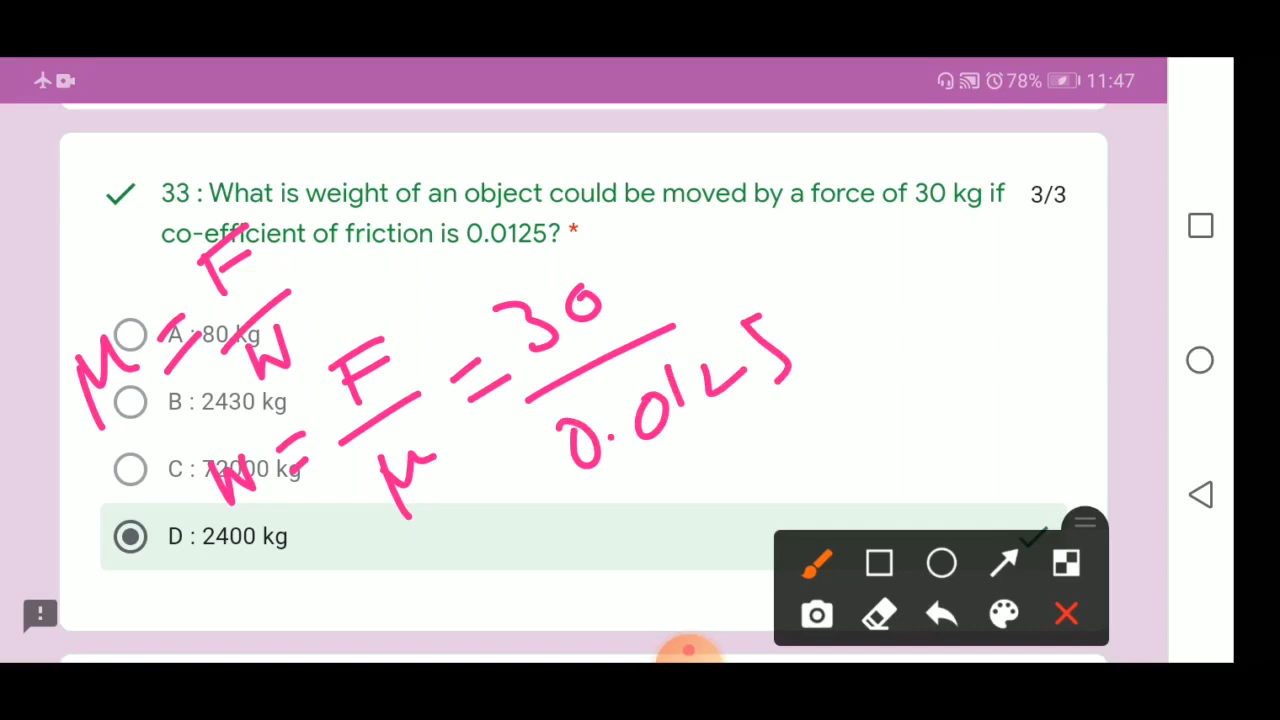 78% 11:47
33 : What is weight of an object could be moved by a force of 30 kg if 3/3
co-efficient of friction is 0.0125? *
A : 80 kg
B : 2430 kg
C : 72000 kg
D : 2400 kg
μ = F/W
W = F/μ = 30/0.0125